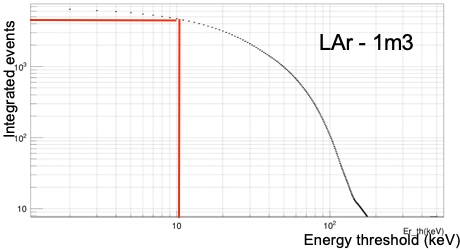 LAr - 1m3
Integrated events
10³
10²
10
10
10²
Er_th(keV)
Energy threshold (keV)